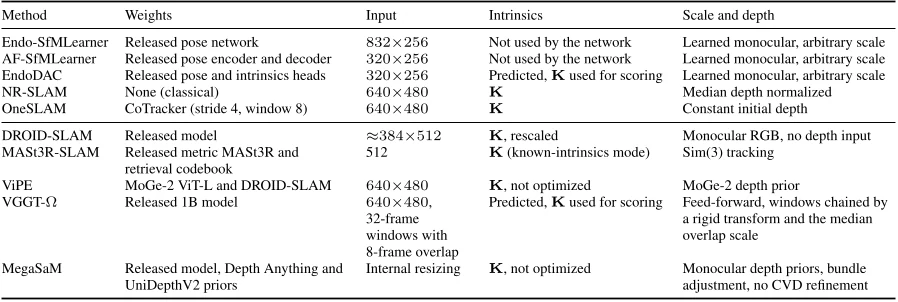 Method Weights Input Intrinsics Scale and depth
Endo-SfMLearner Released pose network 832×256 Not used by the network Learned monocular, arbitrary scale
AF-SfMLearner Released pose encoder and decoder 320×256 Not used by the network Learned monocular, arbitrary scale
EndoDAC Released pose and intrinsics heads 320×256 Predicted, K used for scoring Learned monocular, arbitrary scale
NR-SLAM None (classical) 640×480 K Median depth normalized
OneSLAM CoTracker (stride 4, window 8) 640×480 K Constant initial depth
DROID-SLAM Released model ≈384×512 K, rescaled Monocular RGB, no depth input
MASt3R-SLAM Released metric MASt3R and 512 K (known-intrinsics mode) Sim(3) tracking
retrieval codebook
ViPE MoGe-2 ViT-L and DROID-SLAM 640×480 K, not optimized MoGe-2 depth prior
VGGT-Ω Released 1B model 640×480, Predicted, K used for scoring Feed-forward, windows chained by
32-frame a rigid transform and the median
windows with overlap scale
8-frame overlap
MegaSaM Released model, Depth Anything and Internal resizing K, not optimized Monocular depth priors, bundle
UniDepthV2 priors adjustment, no CVD refinement